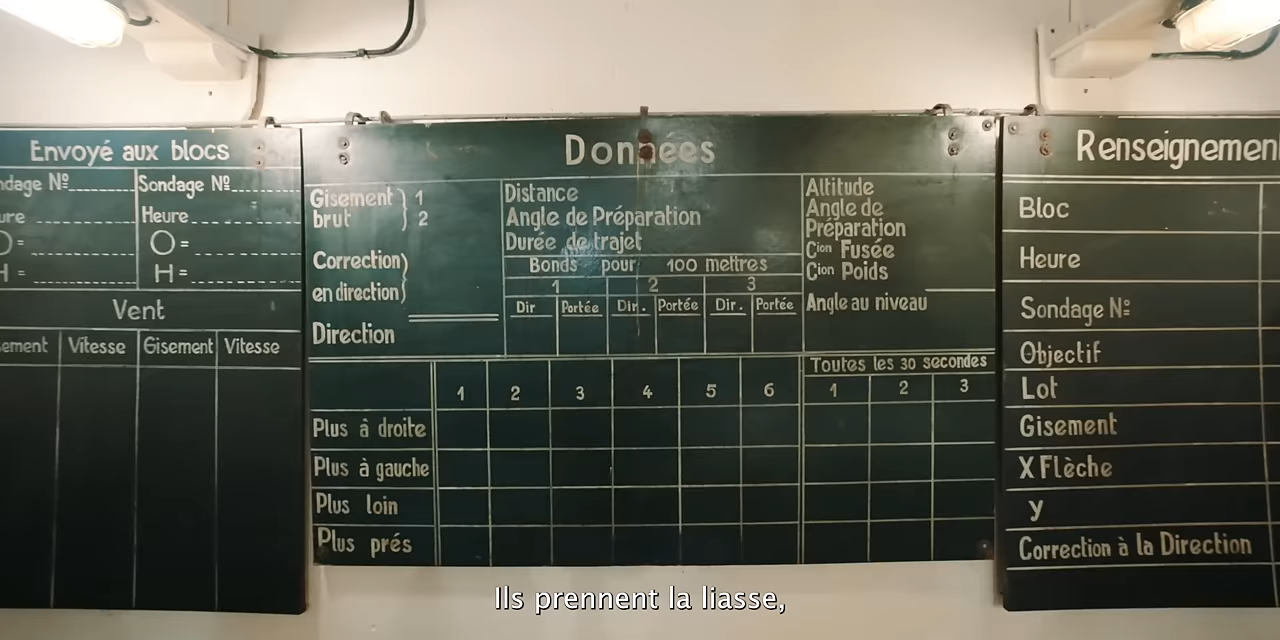 Envoyé aux blocs
ndage Nº Sondage Nº
ure Heure
O= O=
H= H=
Vent
ement Vitesse Gisement Vitesse
Données
Gisement brut } 1 2
Correction en direction }
Direction
Distance
Angle de Préparation
Durée de trajet
Bonds pour 100 mettres
1 2 3
Dir Portée Dir. Portée Dir. Portée
Altitude
Angle de
Préparation
Cion Fusée
Cion Poids
Angle au niveau
Toutes les 30 secondes
1 2 3 4 5 6 1 2 3
Plus â droite
Plus à gauche
Plus loin
Plus prés
Renseignemen
Bloc
Heure
Sondage Nº
Objectif
Lot
Gisement
X Flèche
y
Correction à la Direction
Ils prennent la liasse,